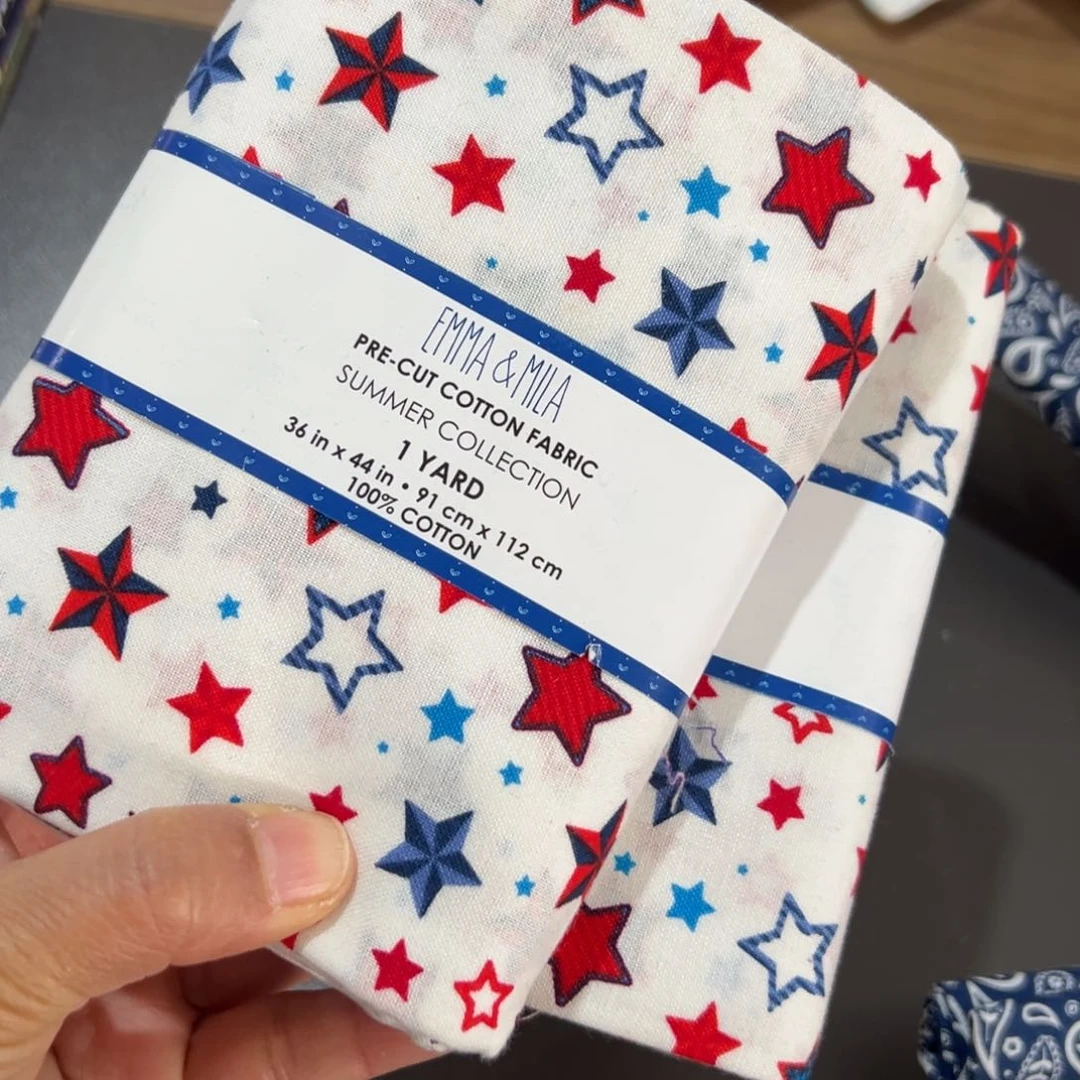 EMMA & MILA
PRE-CUT COTTON FABRIC
SUMMER COLLECTION
1 YARD
36 in x 44 in • 91 cm x 112 cm
100% COTTON